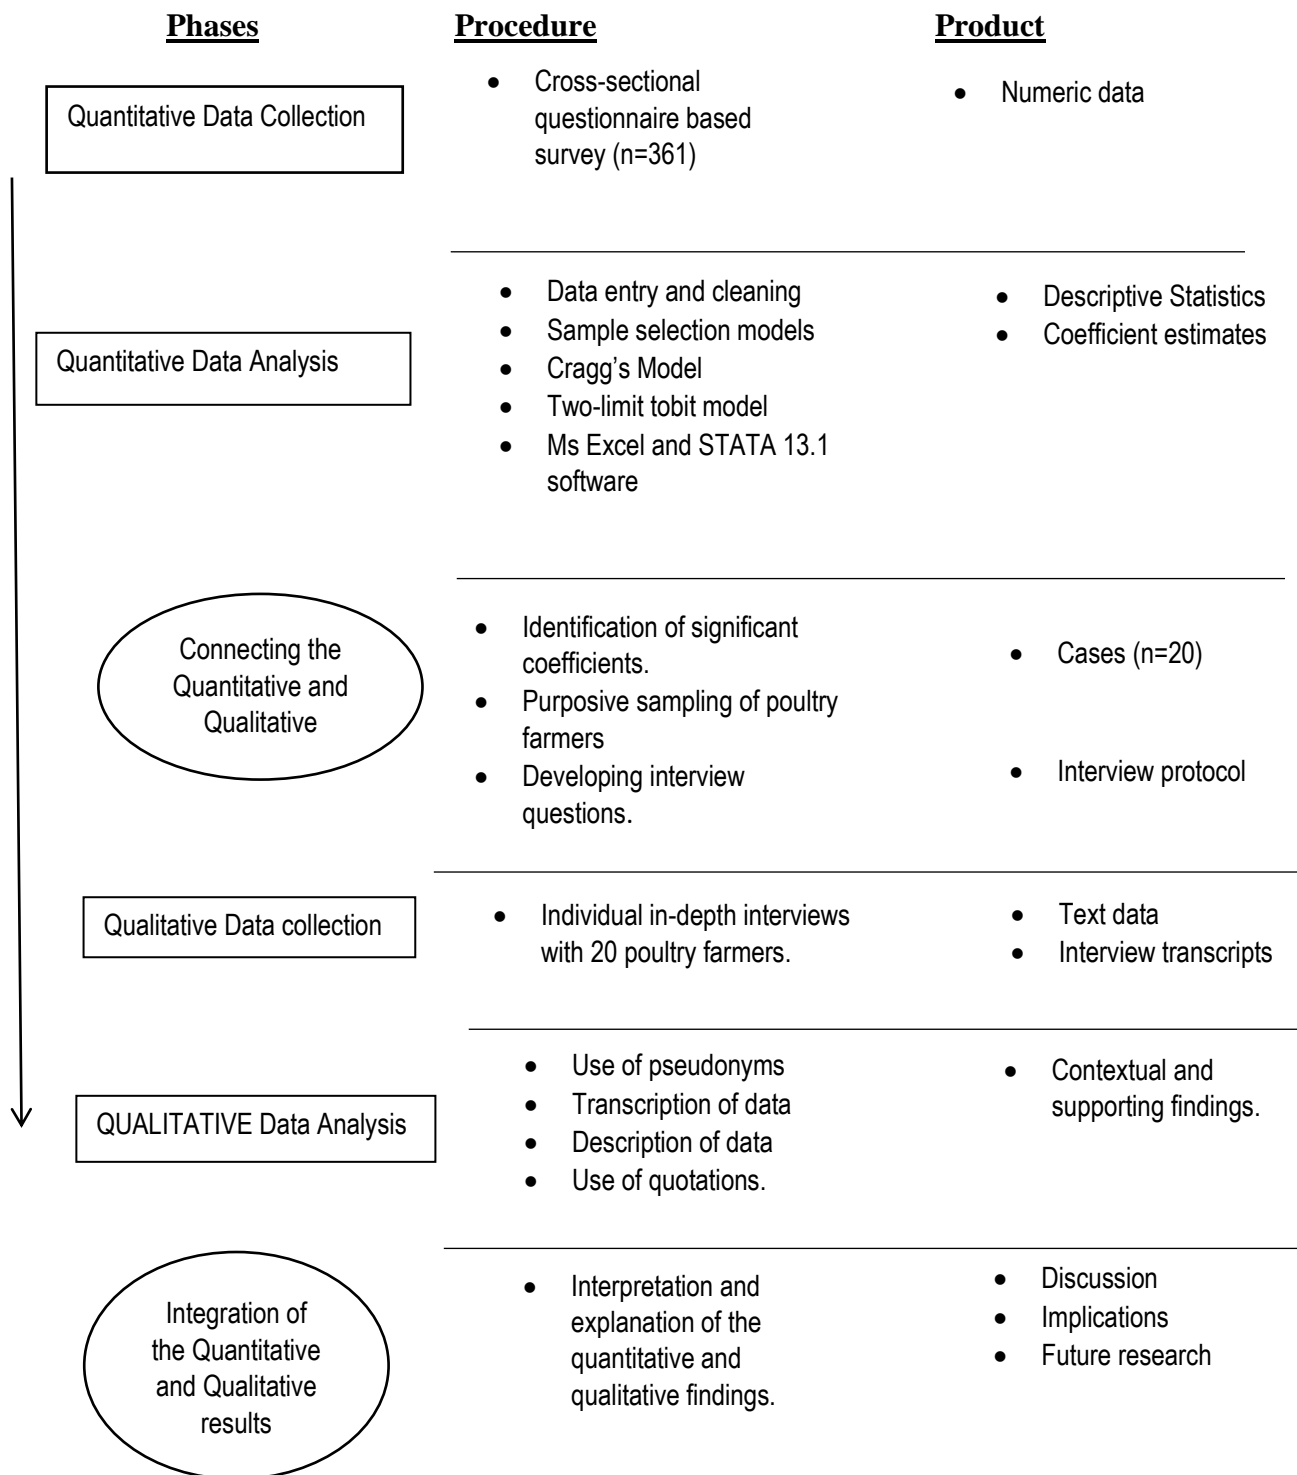 Phases
Procedure
Product
Quantitative Data Collection
• Cross-sectional
questionnaire based
survey (n=361)
• Numeric data
Quantitative Data Analysis
• Data entry and cleaning
• Sample selection models
• Cragg’s Model
• Two-limit tobit model
• Ms Excel and STATA 13.1
software
• Descriptive Statistics
• Coefficient estimates
Connecting the
Quantitative and
Qualitative
• Identification of significant
coefficients.
• Purposive sampling of poultry
farmers
• Developing interview
questions.
• Cases (n=20)
• Interview protocol
Qualitative Data collection
• Individual in-depth interviews
with 20 poultry farmers.
• Text data
• Interview transcripts
QUALITATIVE Data Analysis
• Use of pseudonyms
• Transcription of data
• Description of data
• Use of quotations.
• Contextual and
supporting findings.
Integration of
the Quantitative
and Qualitative
results
• Interpretation and
explanation of the
quantitative and
qualitative findings.
• Discussion
• Implications
• Future research